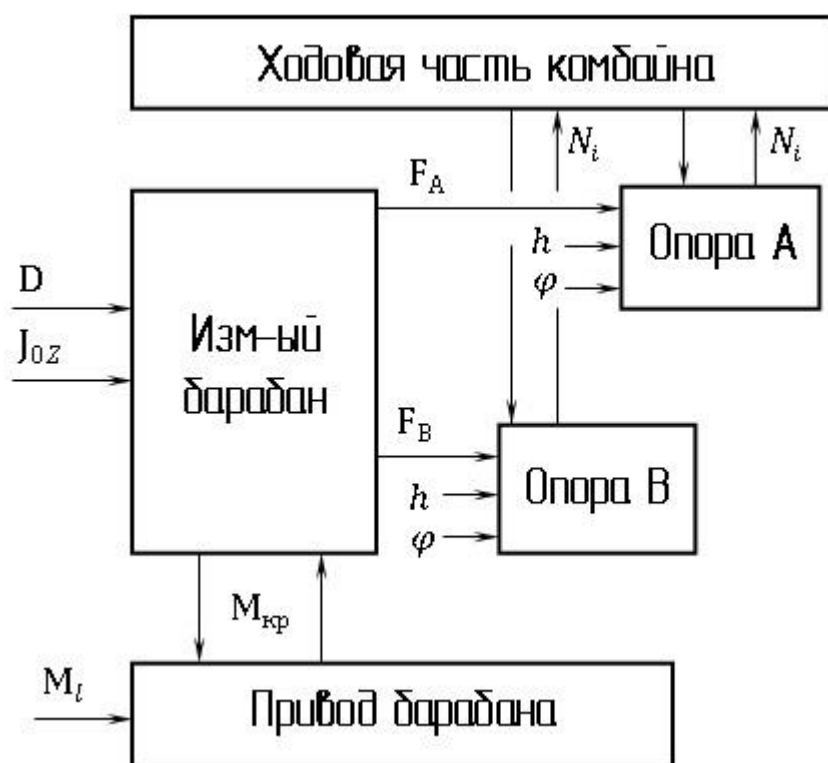 Ходовая часть комбайна
N_i N_i
F_A
Опора А
h
φ
D
J_0Z
Изм-ый
барабан
F_B
Опора В
h
φ
M_кр
M_l
Привод барабана